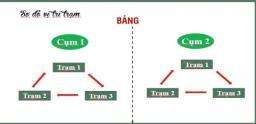 Sơ đồ vị trí trạm
BẢNG
Cụm 1
Trạm 1
Trạm 2
Trạm 3
Cụm 2
Trạm 1
Trạm 2
Trạm 3